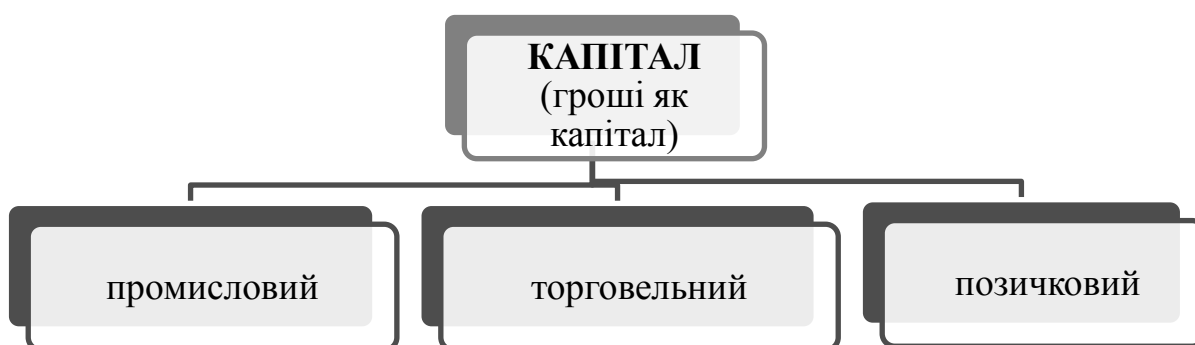 КАПІТАЛ
(гроші як
капітал)
промисловий
торговельний
позичковий